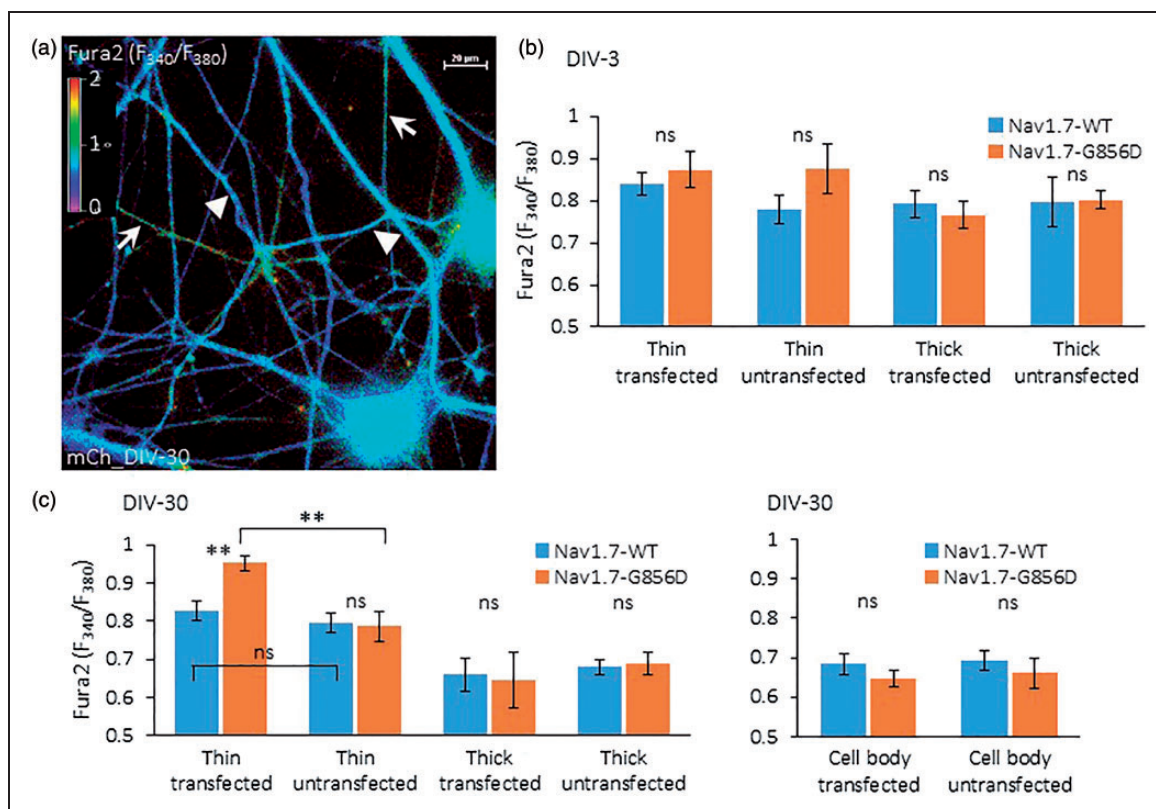 (a)
Fura2 (F340/F380)
20 µm
2
1
0
mCh_DIV-30
(b)
DIV-3
Fura2 (F340/F380)
1
0.9
0.8
0.7
0.6
0.5
ns
ns
ns
ns
Nav1.7-WT
Nav1.7-G856D
Thin
transfected
Thin
untransfected
Thick
transfected
Thick
untransfected
(c)
DIV-30
Fura2 (F340/F380)
1
0.9
0.8
0.7
0.6
0.5
**
**
ns
ns
ns
ns
Nav1.7-WT
Nav1.7-G856D
Thin
transfected
Thin
untransfected
Thick
transfected
Thick
untransfected
DIV-30
1
0.9
0.8
0.7
0.6
0.5
Nav1.7-WT
Nav1.7-G856D
ns
ns
Cell body
transfected
Cell body
untransfected